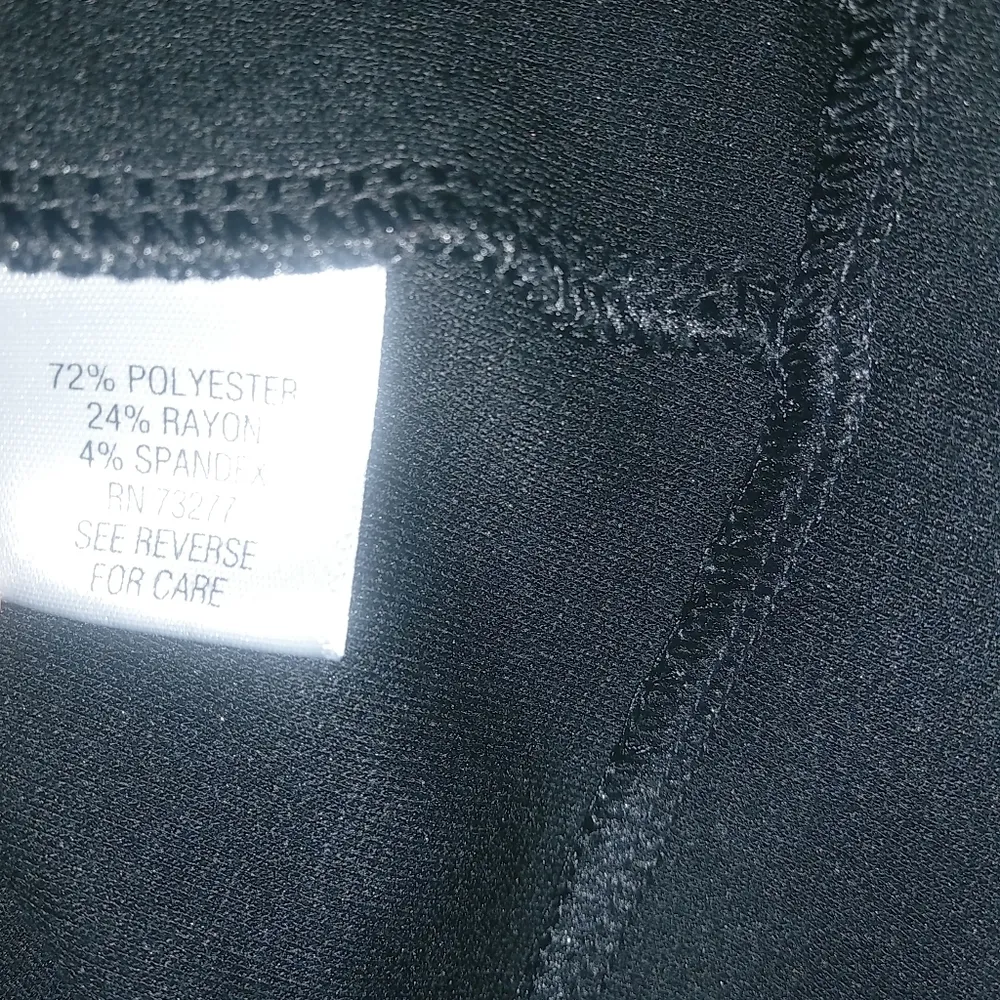 72% POLYESTER
24% RAYON
4% SPANDEX
RN 73277
SEE REVERSE
FOR CARE